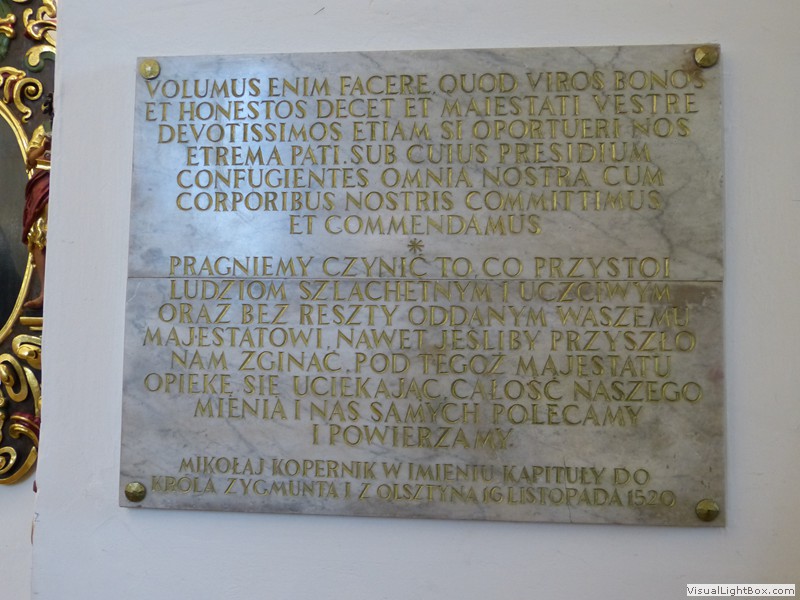 VOLUMUS ENIM FACERE, QUOD VIROS BONOS
ET HONESTOS DECET ET MAIESTATI VESTRE
DEVOTISSIMOS ETIAM SI OPORTUERI NOS
ETREMA PATI. SUB CUIUS PRESIDIUM
CONFUGIENTES OMNIA NOSTRA CUM
CORPORIBUS NOSTRIS COMMITTIMUS
ET COMMENDAMUS
*
PRAGNIEMY CZYNIĆ TO, CO PRZYSTOI
LUDZIOM SZLACHETNYM I UCZCIWYM
ORAZ BEZ RESZTY ODDANYM WASZEMU
MAJESTATOWI, NAWET JEŚLIBY PRZYSZŁO
NAM ZGINĄĆ. POD TEGOŻ MAJESTATU
OPIEKĘ SIĘ UCIEKAJĄC, CAŁOŚĆ NASZEGO
MIENIA I NAS SAMYCH POLECAMY
I POWIERZAMY.
MIKOŁAJ KOPERNIK W IMIENIU KAPITUŁY DO
KRÓLA ZYGMUNTA I Z OLSZTYNA 16 LISTOPADA 1520
VisualLightBox.com